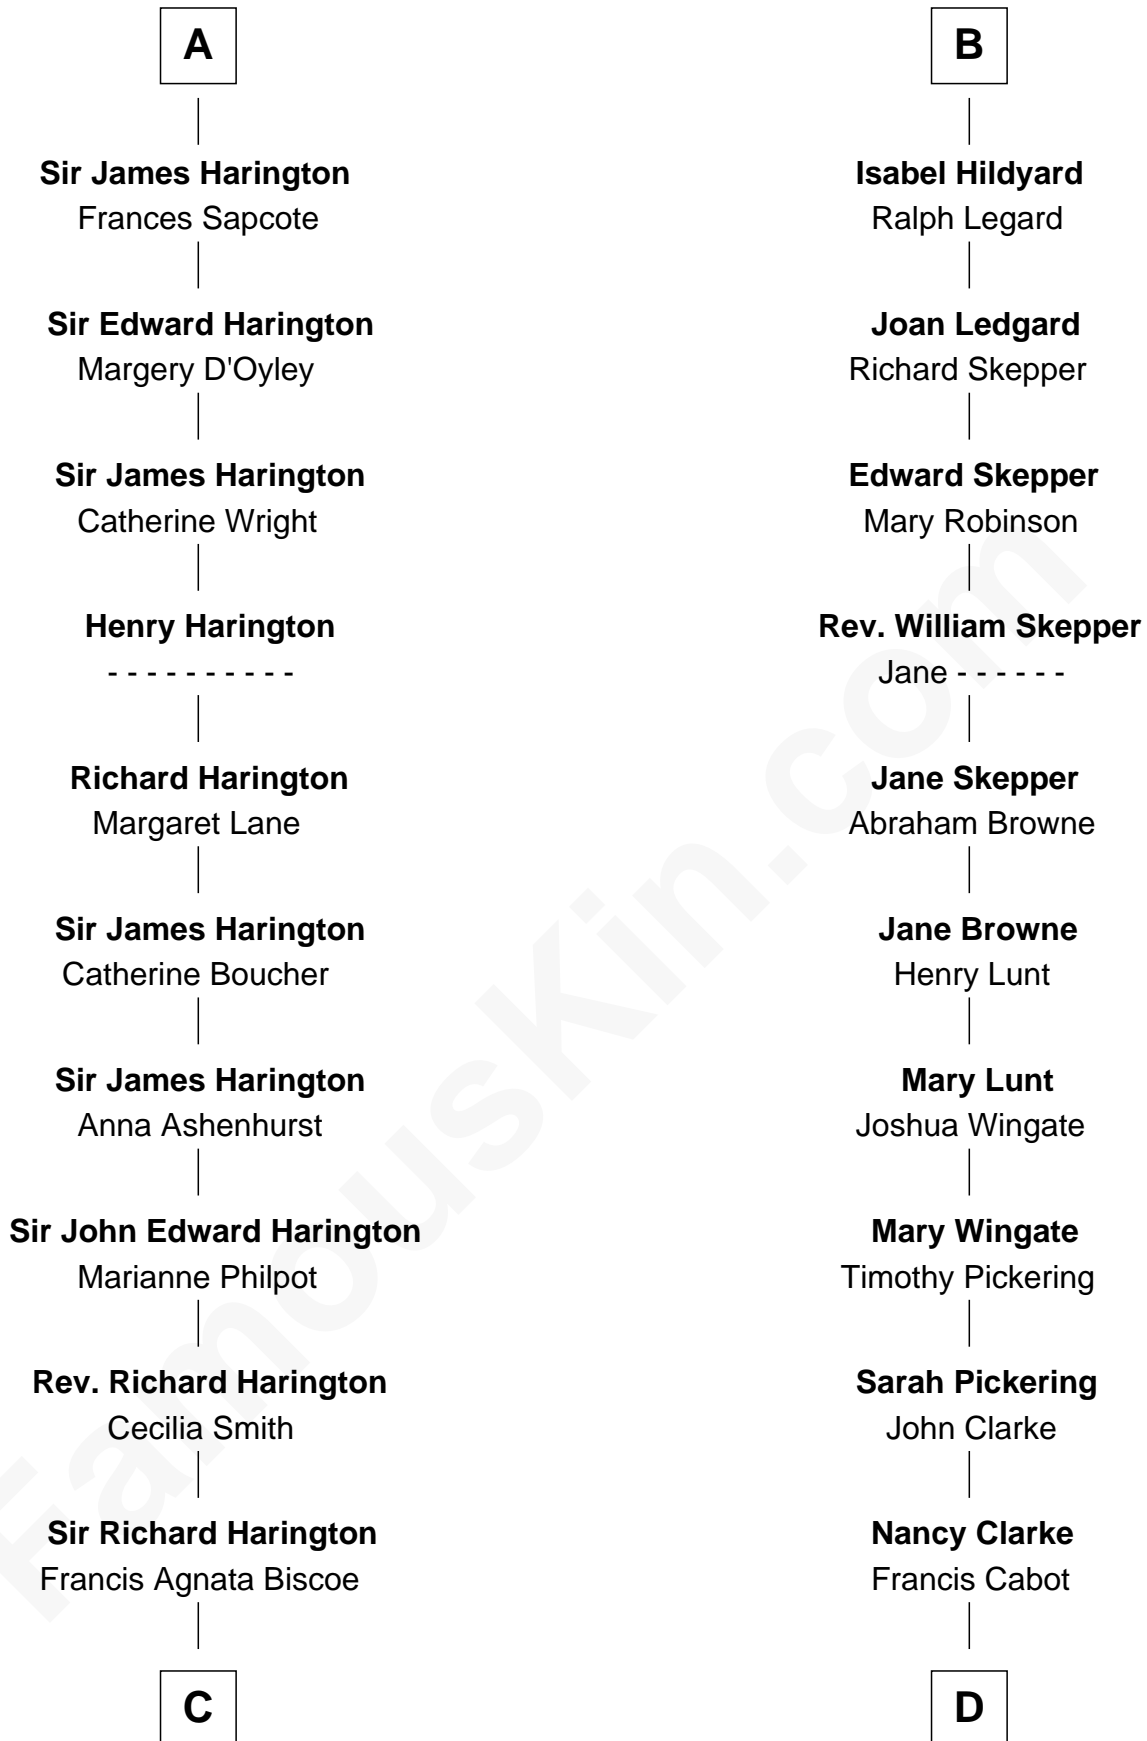 A
Sir James Harington
Frances Sapcote
Sir Edward Harington
Margery D'Oyley
Sir James Harington
Catherine Wright
Henry Harington
- - - - - - - - - -
Richard Harington
Margaret Lane
Sir James Harington
Catherine Boucher
Sir James Harington
Anna Ashenhurst
Sir John Edward Harington
Marianne Philpot
Rev. Richard Harington
Cecilia Smith
Sir Richard Harington
Francis Agnata Biscoe
C
B
Isabel Hildyard
Ralph Legard
Joan Ledgard
Richard Skepper
Edward Skepper
Mary Robinson
Rev. William Skepper
Jane - - - - - -
Jane Skepper
Abraham Browne
Jane Browne
Henry Lunt
Mary Lunt
Joshua Wingate
Mary Wingate
Timothy Pickering
Sarah Pickering
John Clarke
Nancy Clarke
Francis Cabot
D
FamousKin.com